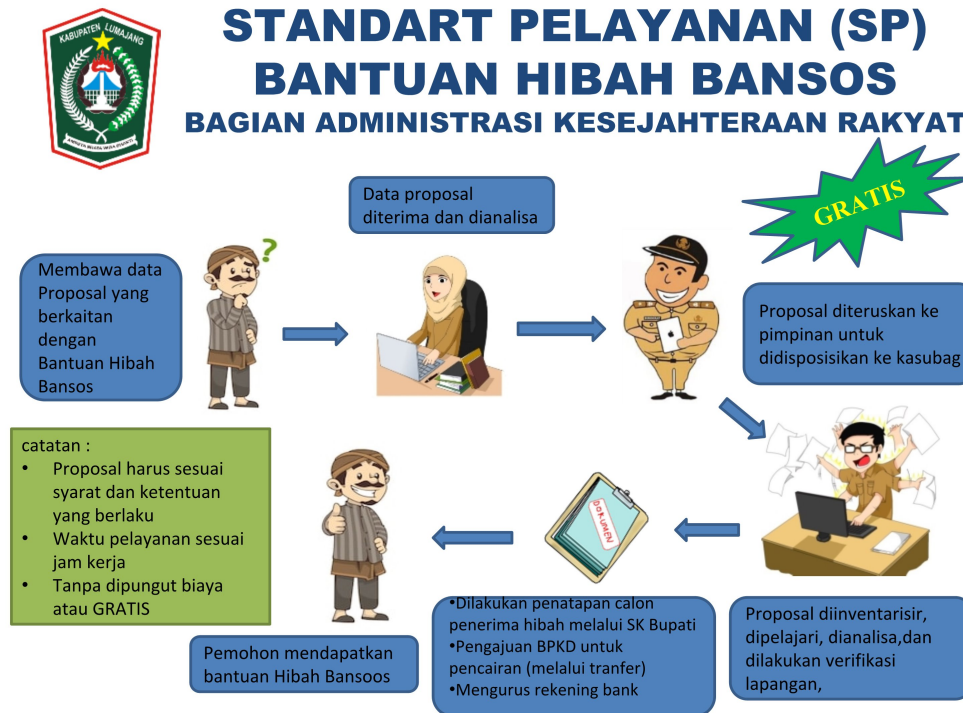 KABUPATEN LUMAJANG
STANDART PELAYANAN (SP)
BANTUAN HIBAH BANSOS
BAGIAN ADMINISTRASI KESEJAHTERAAN RAKYAT
GRATIS
Membawa data
Proposal yang
berkaitan
dengan
Bantuan Hibah
Bansos
Data proposal
diterima dan dianalisa
Proposal diteruskan ke
pimpinan untuk
didisposisikan ke kasubag
Proposal diinventarisir,
dipelajari, dianalisa,dan
dilakukan verifikasi
lapangan,
DOKUMEN
•Dilakukan penatapan calon
penerima hibah melalui SK Bupati
•Pengajuan BPKD untuk
pencairan (melalui tranfer)
•Mengurus rekening bank
Pemohon mendapatkan
bantuan Hibah Bansoos
catatan :
• Proposal harus sesuai
syarat dan ketentuan
yang berlaku
• Waktu pelayanan sesuai
jam kerja
• Tanpa dipungut biaya
atau GRATIS